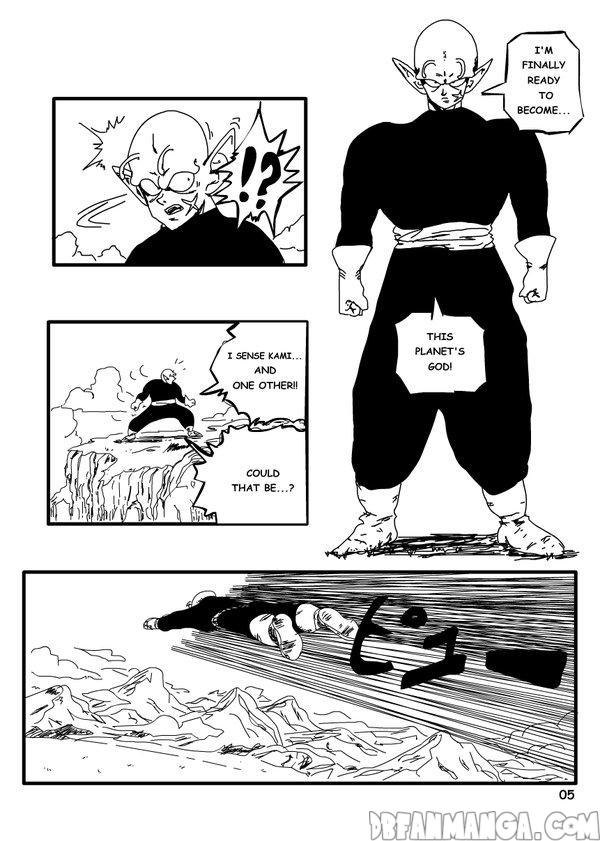 I'M
FINALLY
READY
TO
BECOME...
THIS
PLANET'S
GOD!
!?
I SENSE KAMI...
AND
ONE OTHER!!
COULD
THAT BE...?
ピュー
05
DBFANMANGA.COM